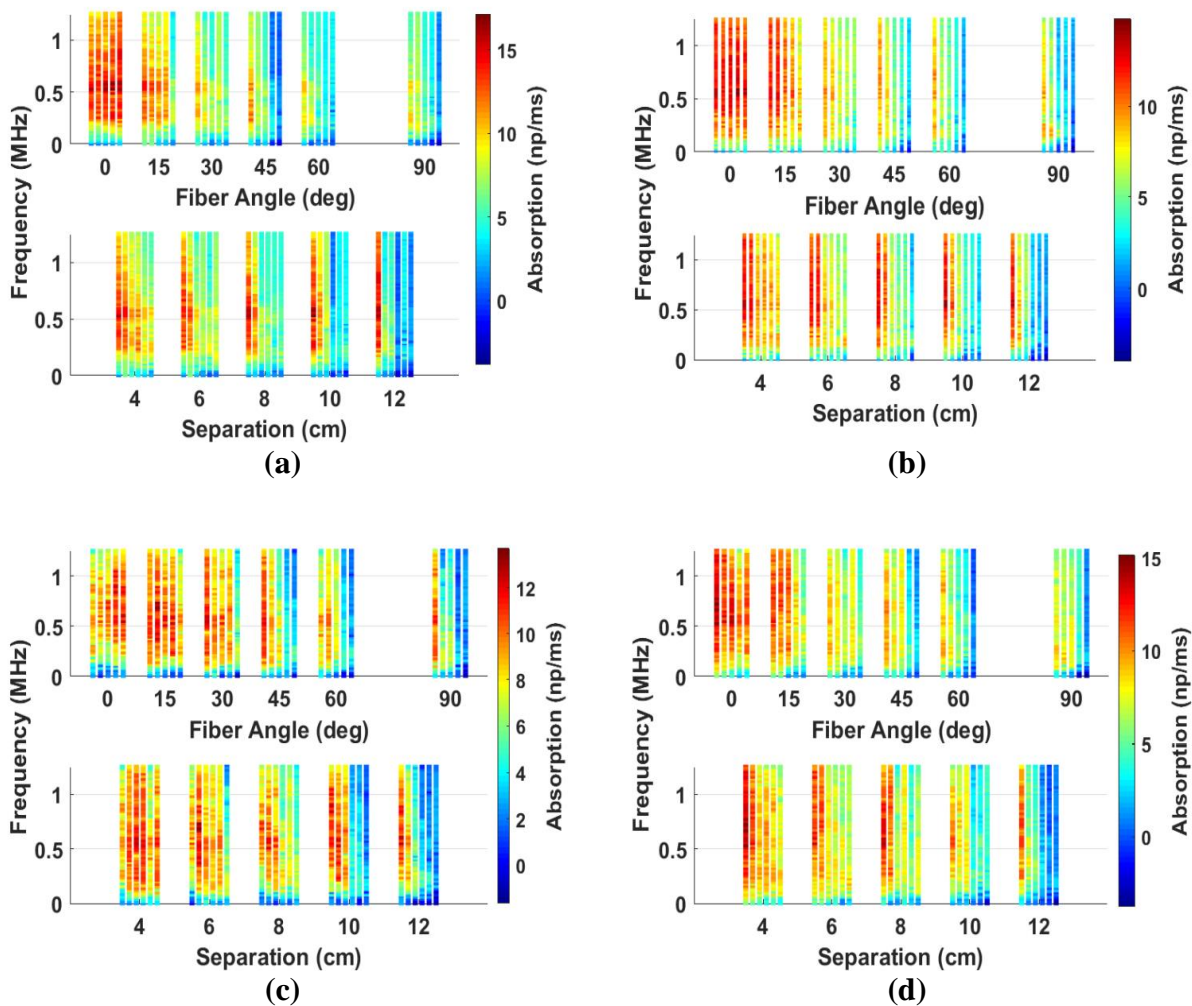 1
0.5
0
Frequency (MHz)
0 15 30 45 60 90
Fiber Angle (deg)
1
0.5
0
4 6 8 10 12
Separation (cm)
15
10
5
0
Absorption (np/ms)
(a)
1
0.5
0
Frequency (MHz)
0 15 30 45 60 90
Fiber Angle (deg)
1
0.5
0
4 6 8 10 12
Separation (cm)
10
5
0
Absorption (np/ms)
(b)
1
0.5
0
Frequency (MHz)
0 15 30 45 60 90
Fiber Angle (deg)
1
0.5
0
4 6 8 10 12
Separation (cm)
12
10
8
6
4
2
0
Absorption (np/ms)
(c)
1
0.5
0
Frequency (MHz)
0 15 30 45 60 90
Fiber Angle (deg)
1
0.5
0
4 6 8 10 12
Separation (cm)
15
10
5
0
Absorption (np/ms)
(d)